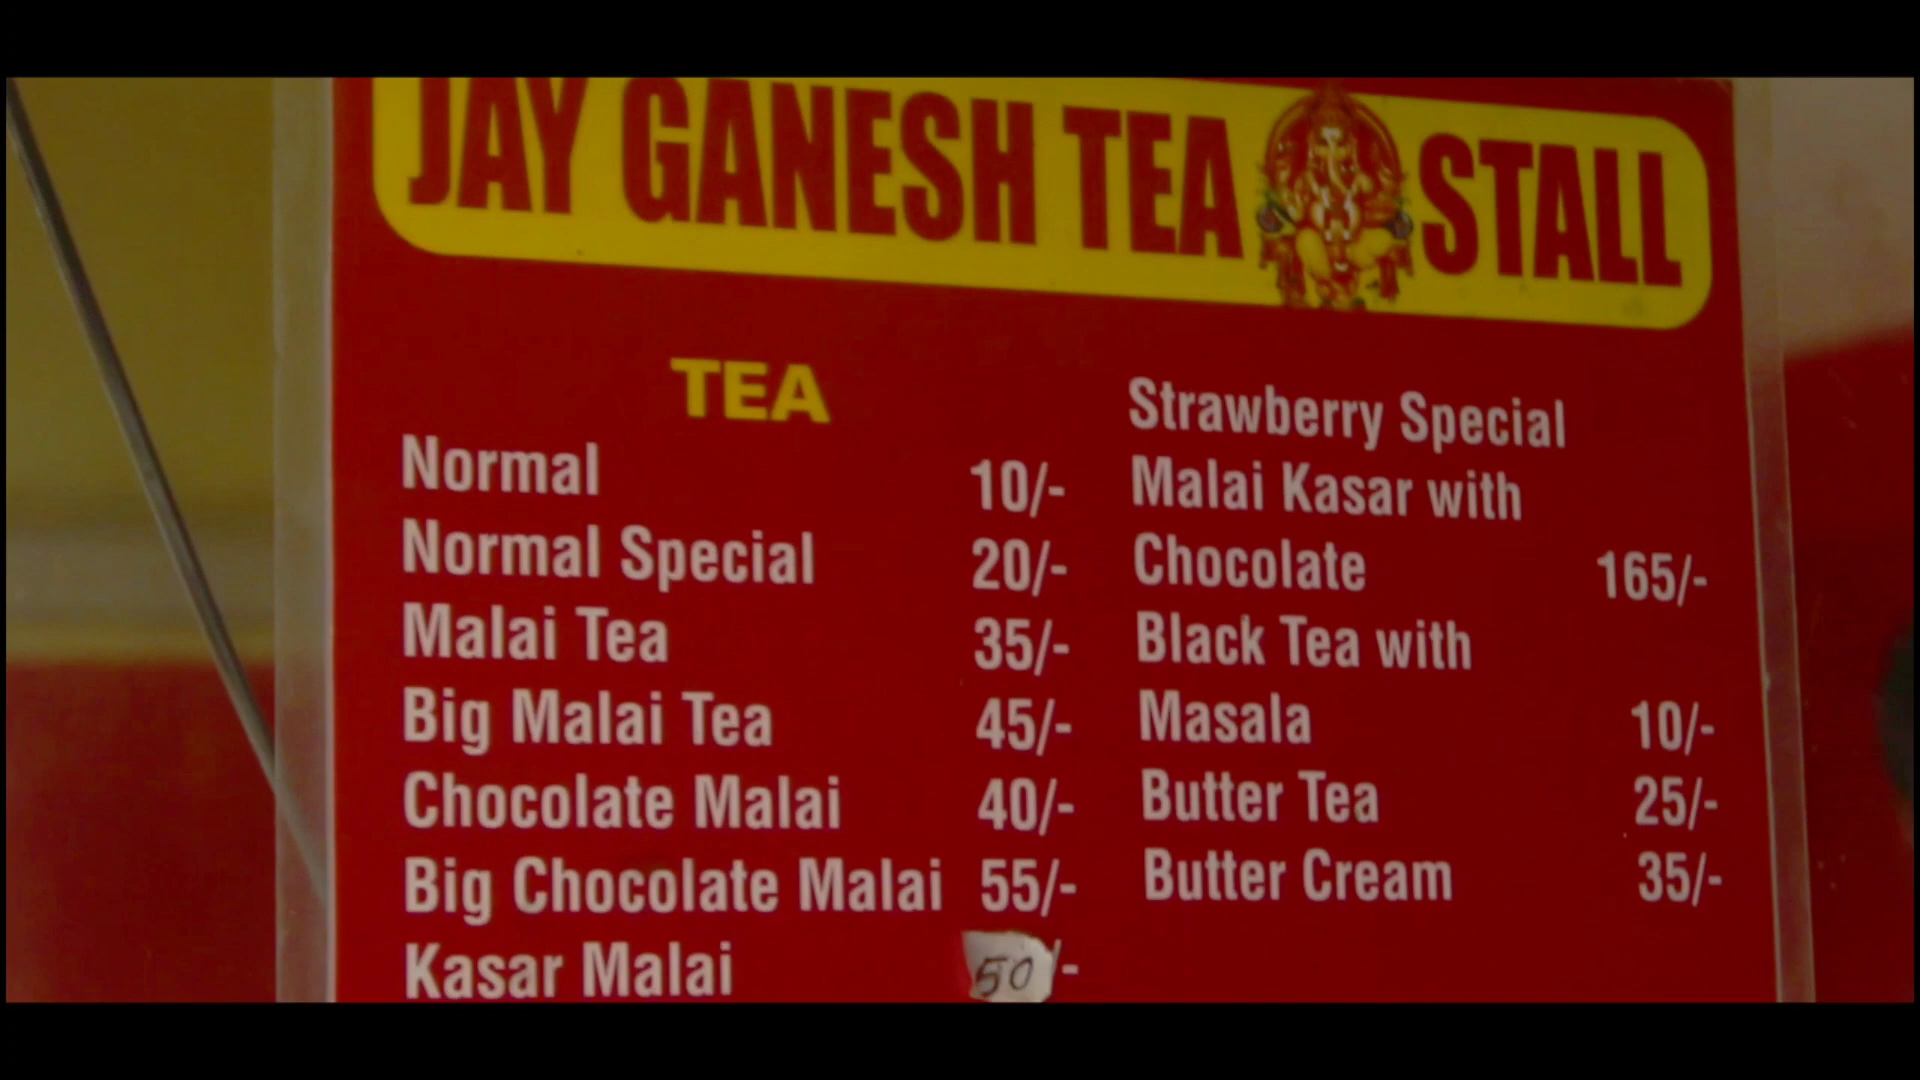 JAY GANESH TEA STALL
TEA
Normal 10/-
Normal Special 20/-
Malai Tea 35/-
Big Malai Tea 45/-
Chocolate Malai 40/-
Big Chocolate Malai 55/-
Kasar Malai 50/-
Strawberry Special
Malai Kasar with
Chocolate 165/-
Black Tea with
Masala 10/-
Butter Tea 25/-
Butter Cream 35/-